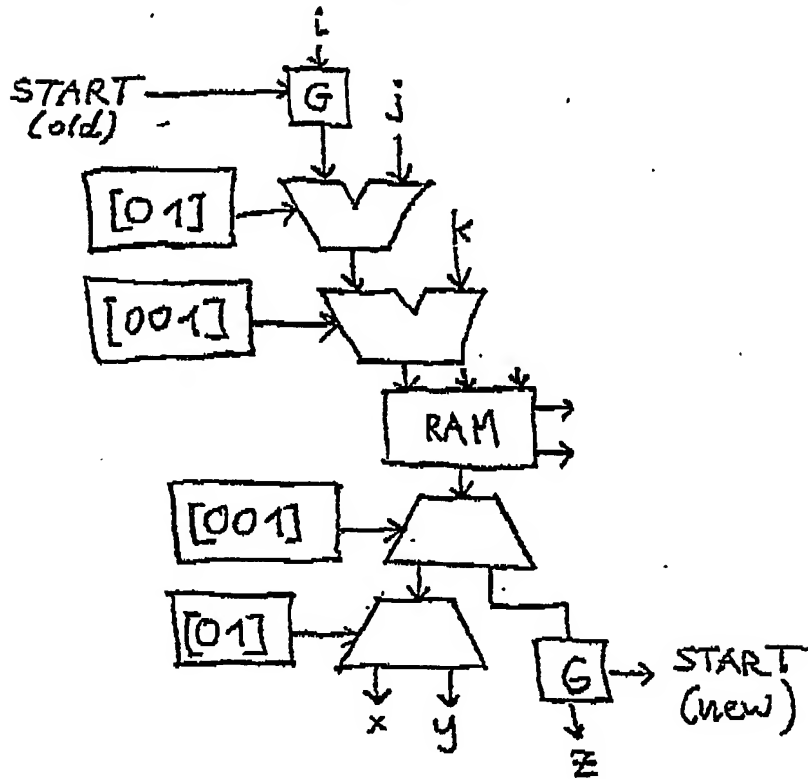 i
START
(old)
G
j
[01]
k
[001]
RAM
[001]
[01]
G
START
(new)
x
y
z